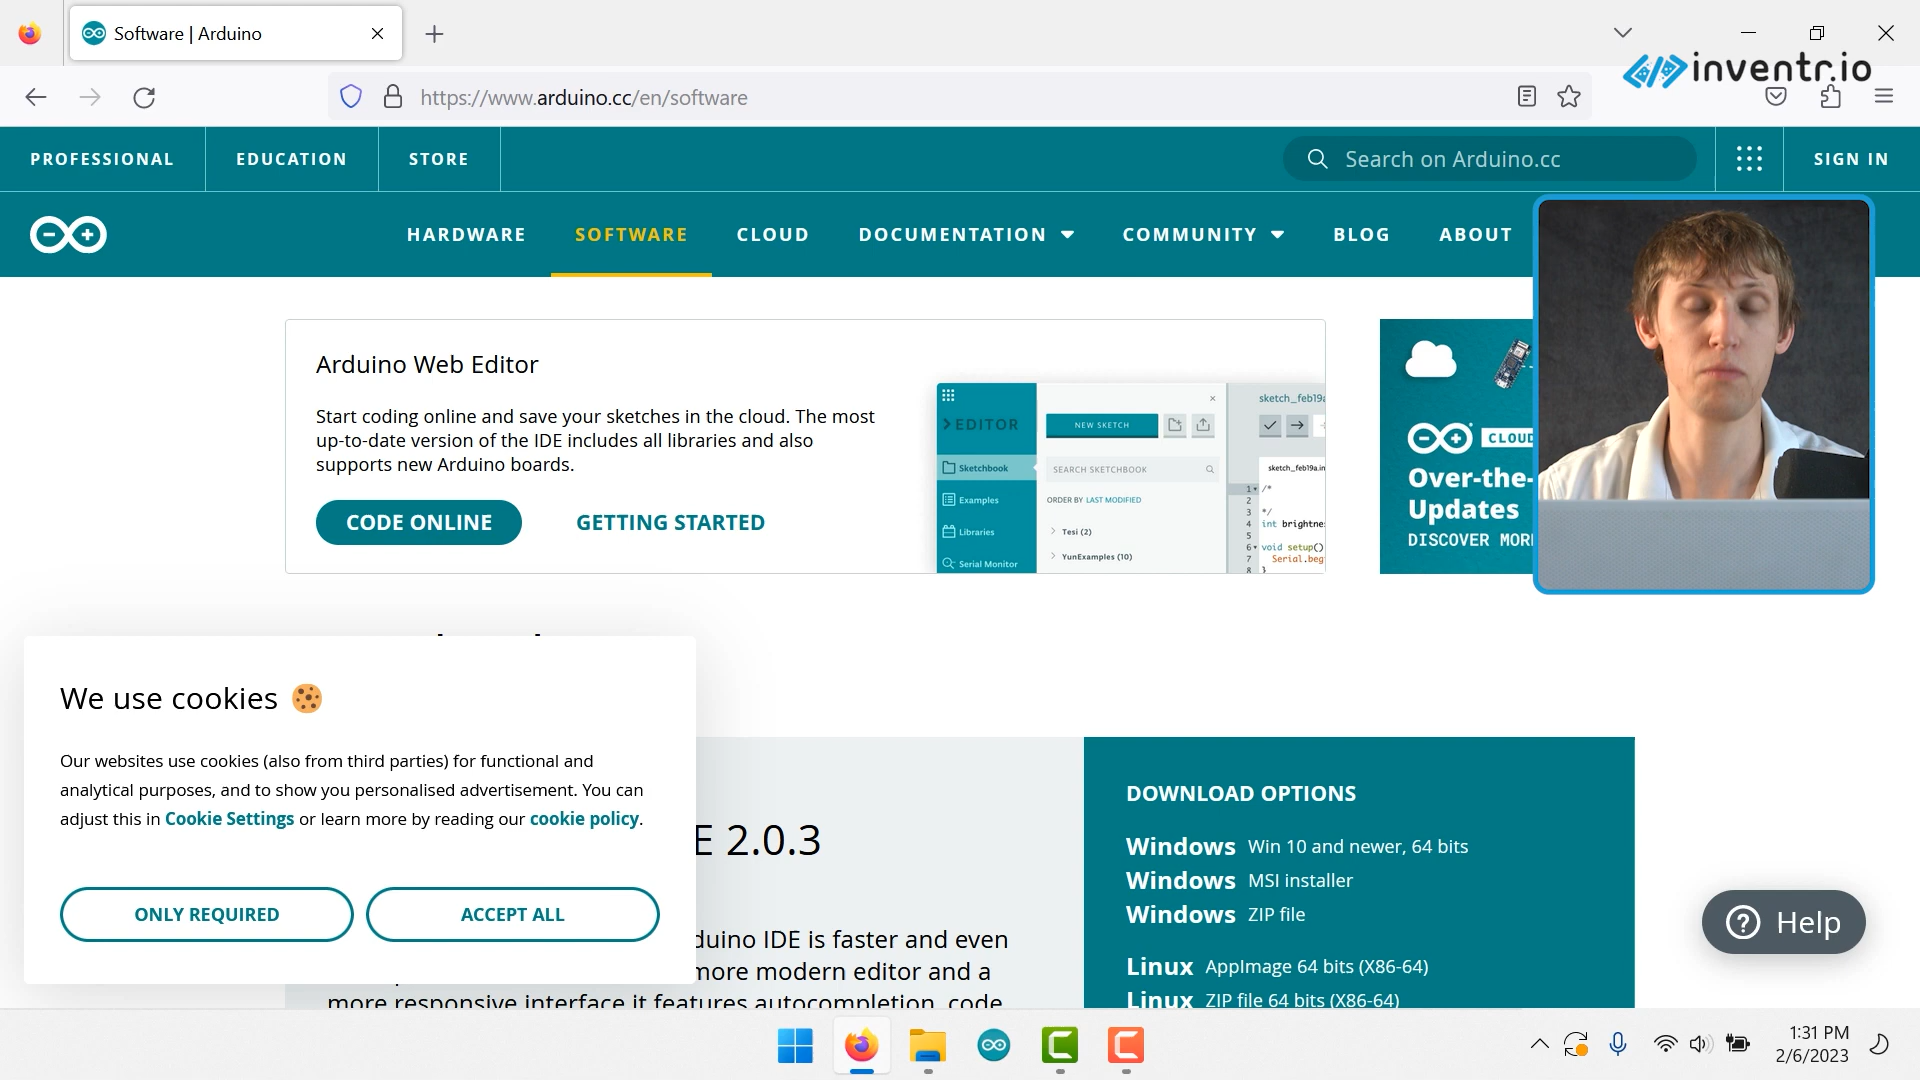 Software | Arduino
inventr.io
https://www.arduino.cc/en/software
PROFESSIONAL
EDUCATION
STORE
Search on Arduino.cc
SIGN IN
HARDWARE
SOFTWARE
CLOUD
DOCUMENTATION
COMMUNITY
BLOG
ABOUT
Arduino Web Editor
Start coding online and save your sketches in the cloud. The most
up-to-date version of the IDE includes all libraries and also
supports new Arduino boards.
CODE ONLINE
GETTING STARTED
EDITOR
Sketchbook
Examples
Libraries
Serial Monitor
NEW SKETCH
SEARCH SKETCHBOOK
ORDER BY LAST MODIFIED
Tesi (2)
YunExamples (10)
sketch_feb19a
sketch_feb19a.in
1 /*
2
3 */
4 int brightne
5
6 void setup()
7 Serial.beg
8 }
CLOUD
Over-the-
Updates
DISCOVER MOR
We use cookies
Our websites use cookies (also from third parties) for functional and
analytical purposes, and to show you personalised advertisement. You can
adjust this in Cookie Settings or learn more by reading our cookie policy.
ONLY REQUIRED
ACCEPT ALL
E 2.0.3
duino IDE is faster and even
more modern editor and a
more responsive interface it features autocompletion, code
DOWNLOAD OPTIONS
Windows Win 10 and newer, 64 bits
Windows MSI installer
Windows ZIP file
Linux AppImage 64 bits (X86-64)
Linux ZIP file 64 bits (X86-64)
Help
1:31 PM
2/6/2023